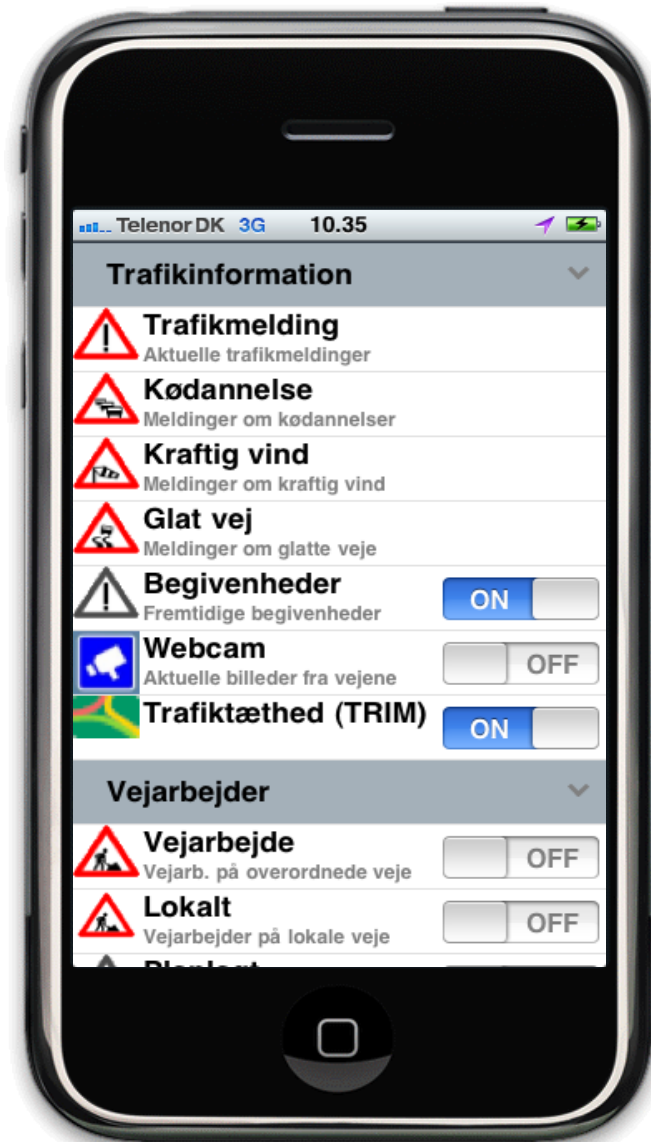 Telenor DK 3G 10.35
Trafikinformation
Trafikmelding
Aktuelle trafikmeldinger
Kødannelse
Meldinger om kødannelser
Kraftig vind
Meldinger om kraftig vind
Glat vej
Meldinger om glatte veje
Begivenheder
Fremtidige begivenheder
ON
Webcam
Aktuelle billeder fra vejene
OFF
Trafiktæthed (TRIM)
ON
Vejarbejder
Vejarbejde
Vejarb. på overordnede veje
OFF
Lokalt
Vejarbejder på lokale veje
OFF